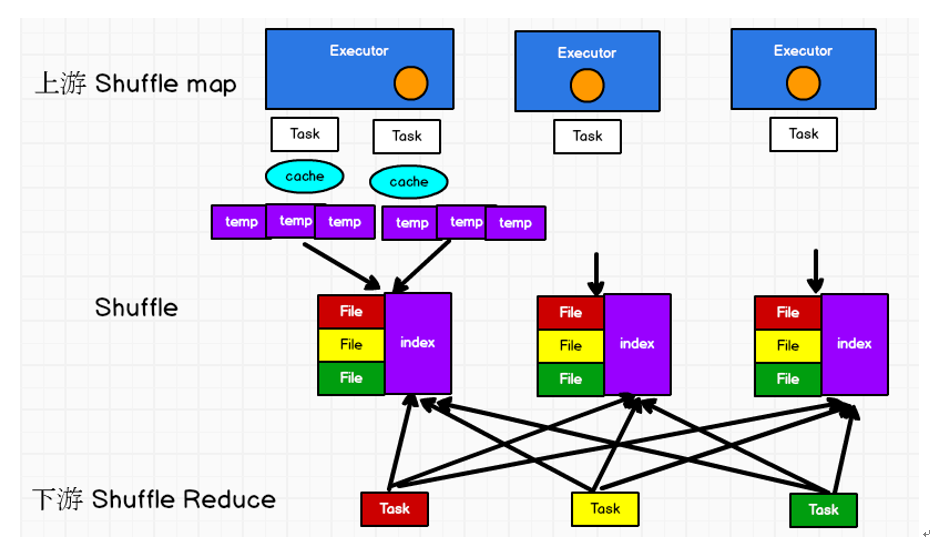 Executor
Executor
Executor
上游 Shuffle map
Task
Task
Task
Task
cache
cache
temp
temp
temp
temp
temp
temp
Shuffle
File
File
File
index
File
File
File
index
File
File
File
index
下游 Shuffle Reduce
Task
Task
Task